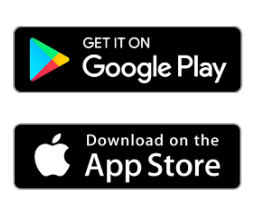 GET IT ON
Google Play
Download on the
App Store